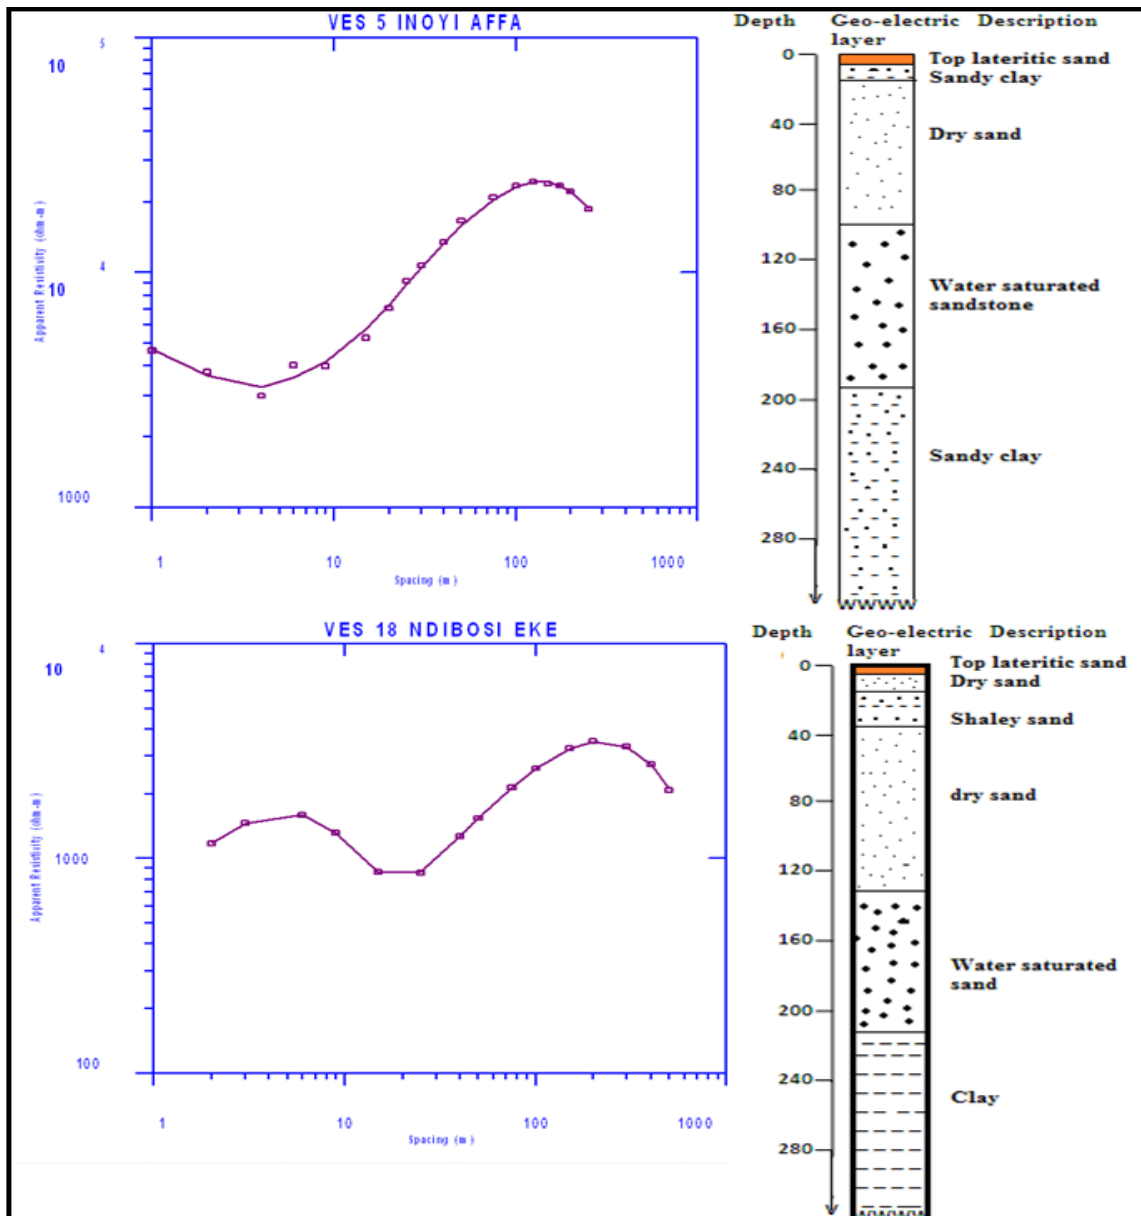 VES 5 INOYI AFFA
10
5
10
4
1000
Apparent Resistivity (ohm-m)
1
10
100
1000
Spacing (m)
Depth
Geo-electric
layer
Description
0
40
80
120
160
200
240
280
Top lateritic sand
Sandy clay
Dry sand
Water saturated
sandstone
Sandy clay
VES 18 NDIBOSI EKE
10
4
1000
100
Apparent Resistivity (ohm-m)
1
10
100
1000
Spacing (m)
Depth
Geo-electric
layer
Description
0
40
80
120
160
200
240
280
Top lateritic sand
Dry sand
Shaley sand
dry sand
Water saturated
sand
Clay